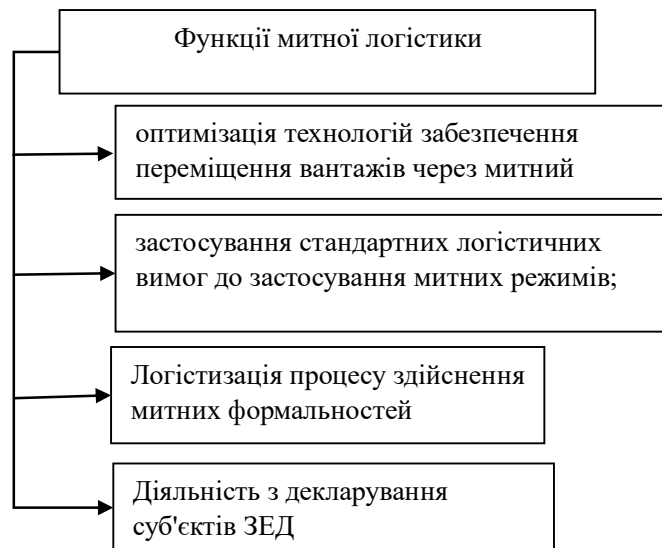 Функції митної логістики
оптимізація технологій забезпечення
переміщення вантажів через митний
застосування стандартних логістичних
вимог до застосування митних режимів;
Логістизація процесу здійснення
митних формальностей
Діяльність з декларування
суб'єктів ЗЕД